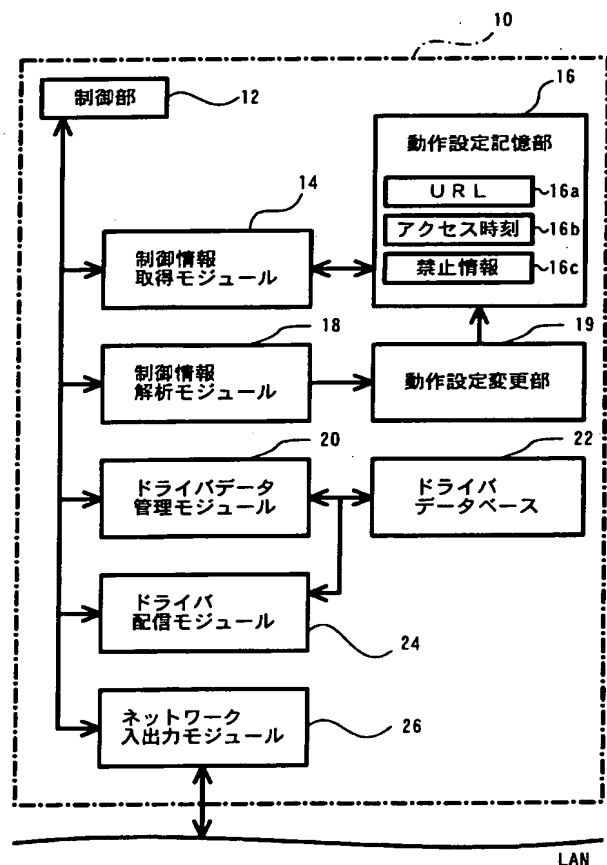 10
制御部
12
16
動作設定記憶部
URL
16a
アクセス時刻
16b
禁止情報
16c
14
制御情報
取得モジュール
18
制御情報
解析モジュール
19
動作設定変更部
20
ドライバデータ
管理モジュール
22
ドライバ
データベース
ドライバ
配信モジュール
24
ネットワーク
入出力モジュール
26
LAN